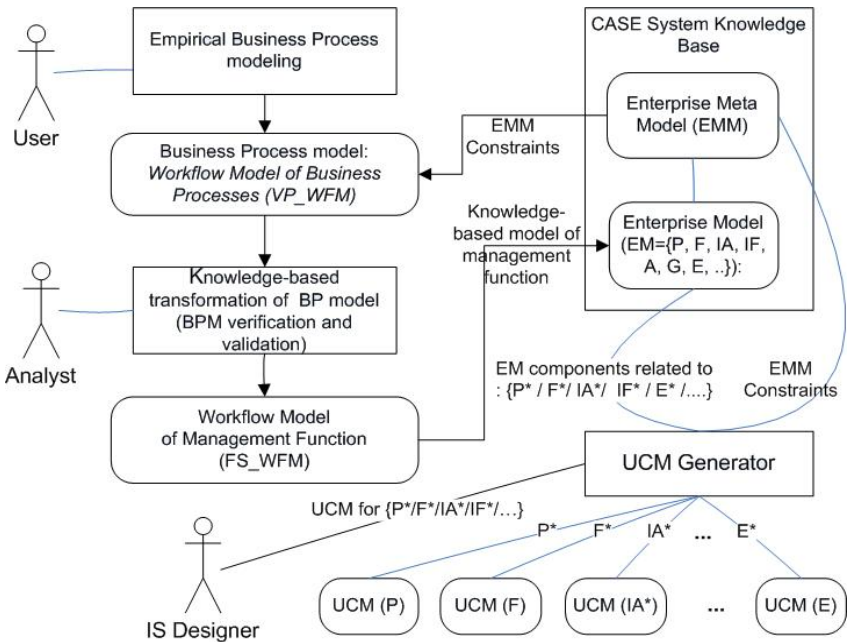 Empirical Business Process
modeling
User
CASE System Knowledge
Base
Enterprise Meta
Model (EMM)
EMM
Constraints
Business Process model:
Workflow Model of Business
Processes (VP_WFM)
Knowledge-
based model of
management
function
Enterprise Model
(EM={P, F, IA, IF,
A, G, E, ..}):
Knowledge-based
transformation of BP model
(BPM verification and
validation)
Analyst
EM components related to
: {P* / F*/ IA*/ IF* / E* /....}
EMM
Constraints
Workflow Model
of Management Function
(FS_WFM)
UCM Generator
UCM for {P*/F*/IA*/IF*/...}
P*
F*
IA*
...
E*
IS Designer
UCM (P)
UCM (F)
UCM (IA*)
...
UCM (E)